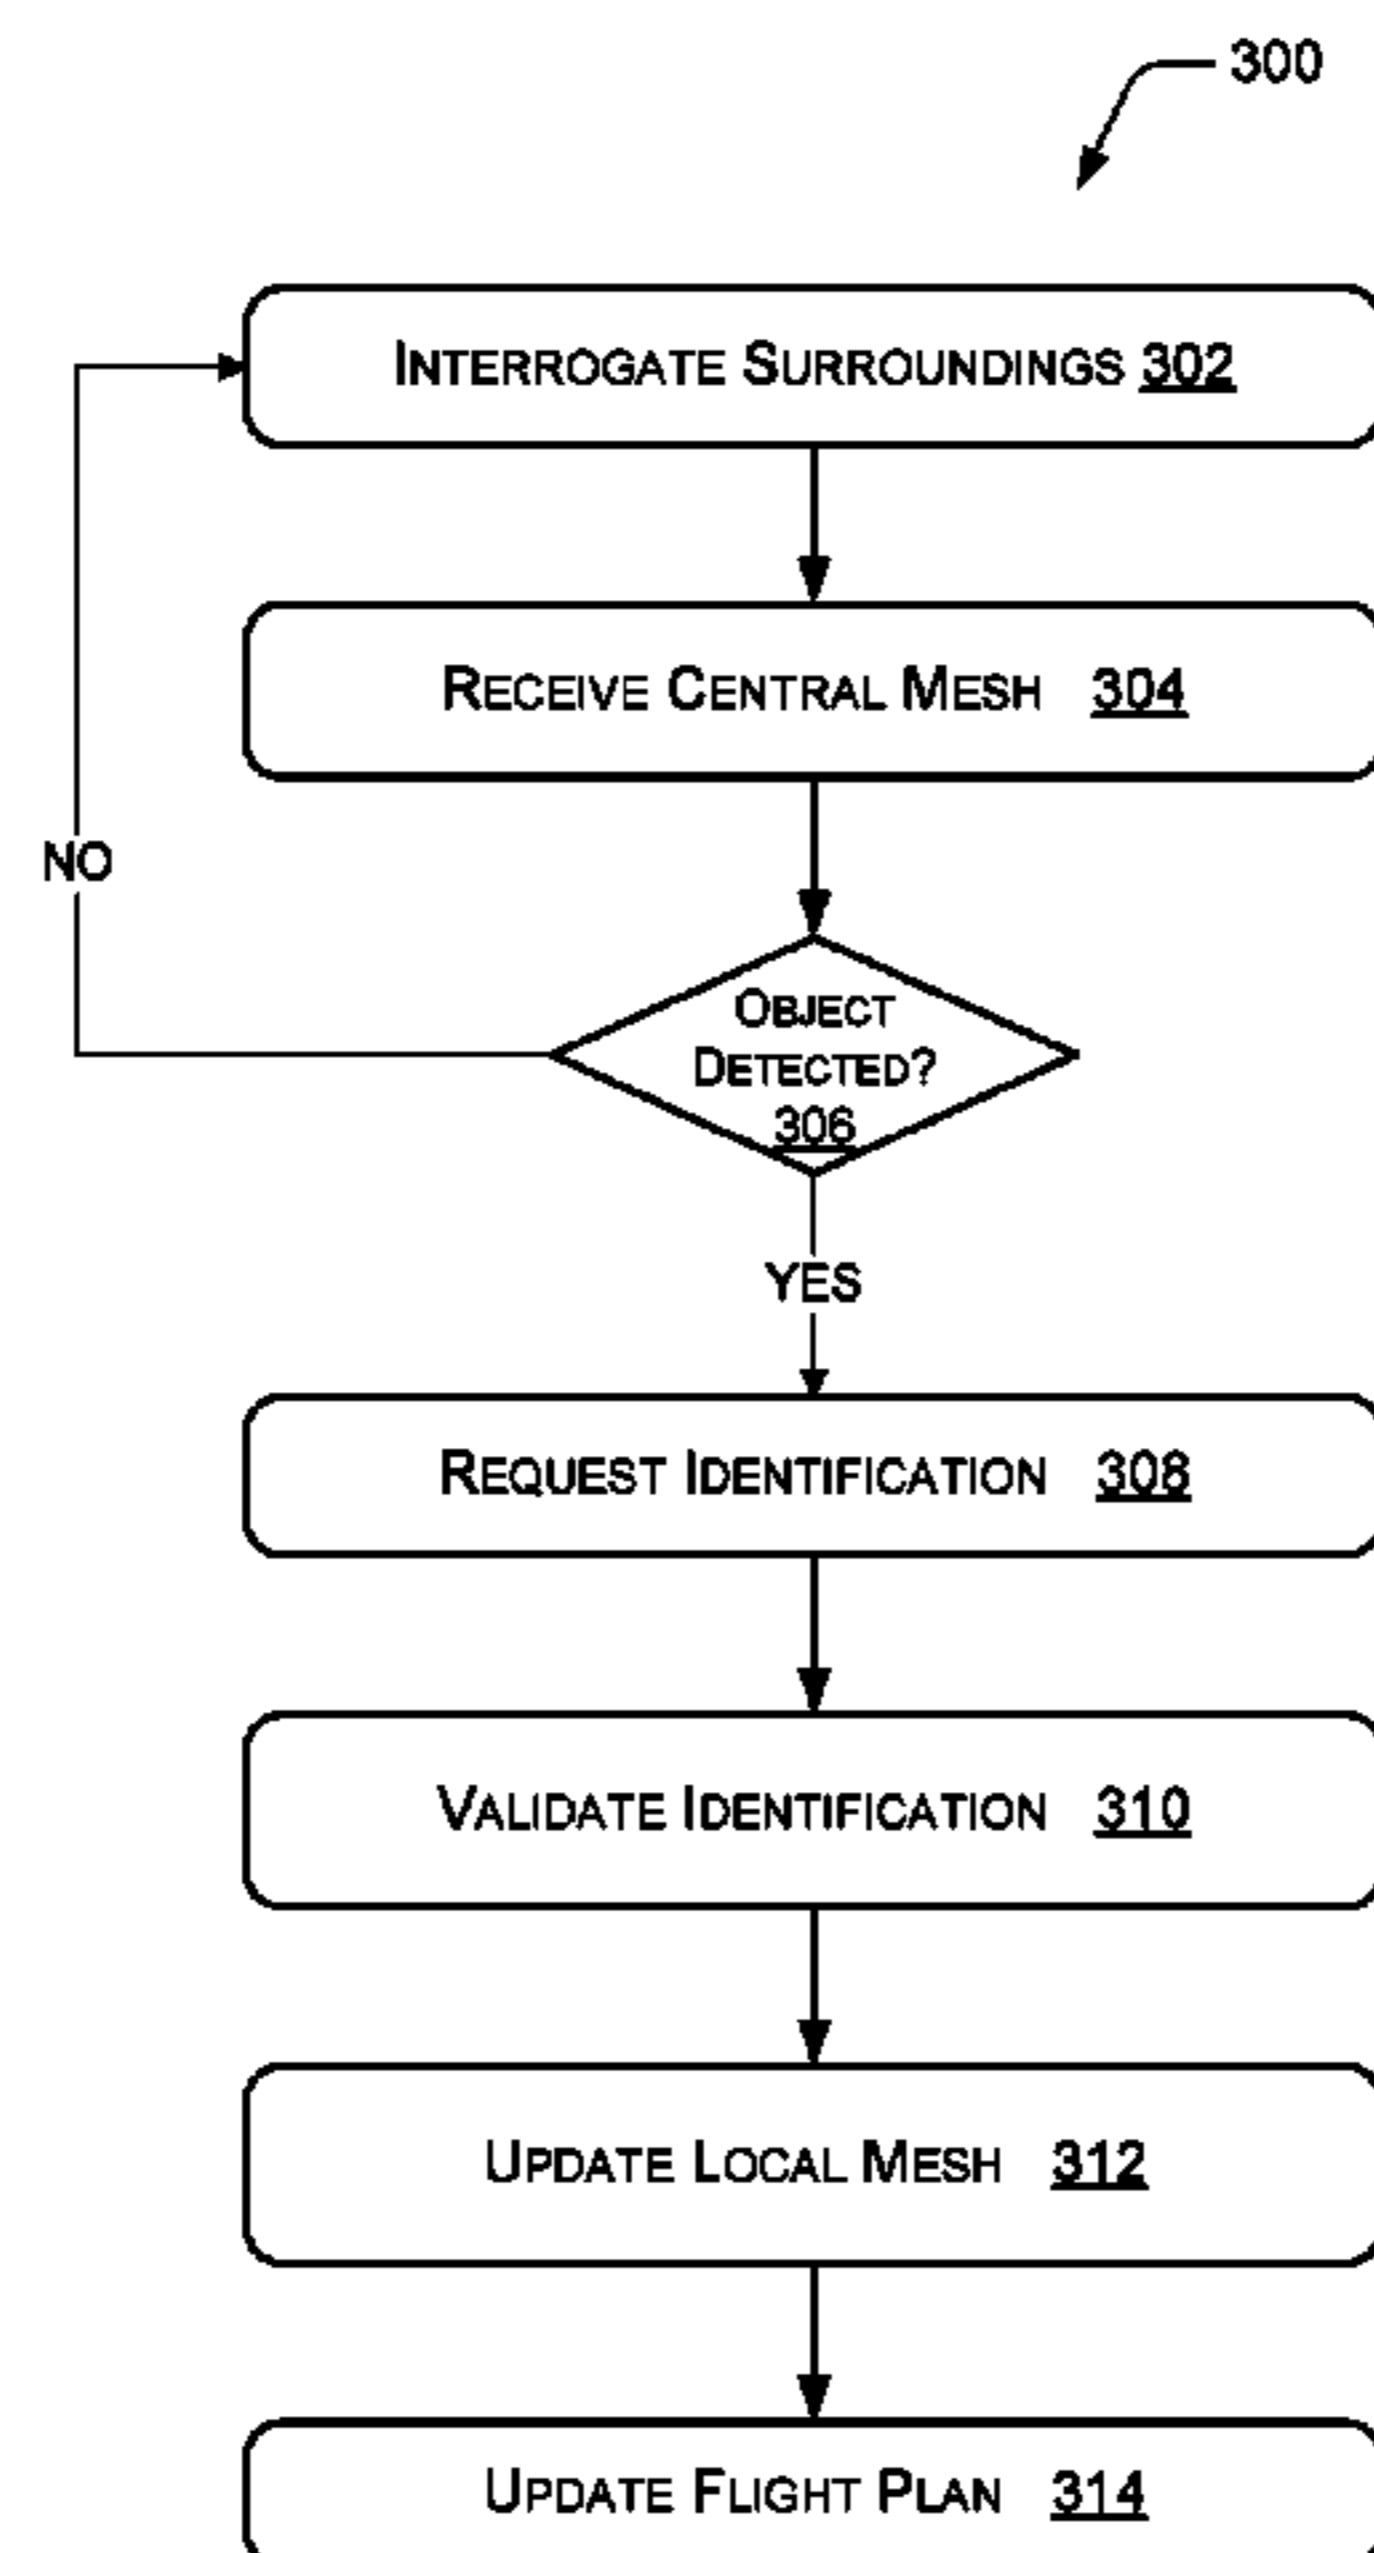 300
INTERROGATE SURROUNDINGS 302
RECEIVE CENTRAL MESH 304
NO
OBJECT
DETECTED?
306
YES
REQUEST IDENTIFICATION 308
VALIDATE IDENTIFICATION 310
UPDATE LOCAL MESH 312
UPDATE FLIGHT PLAN 314